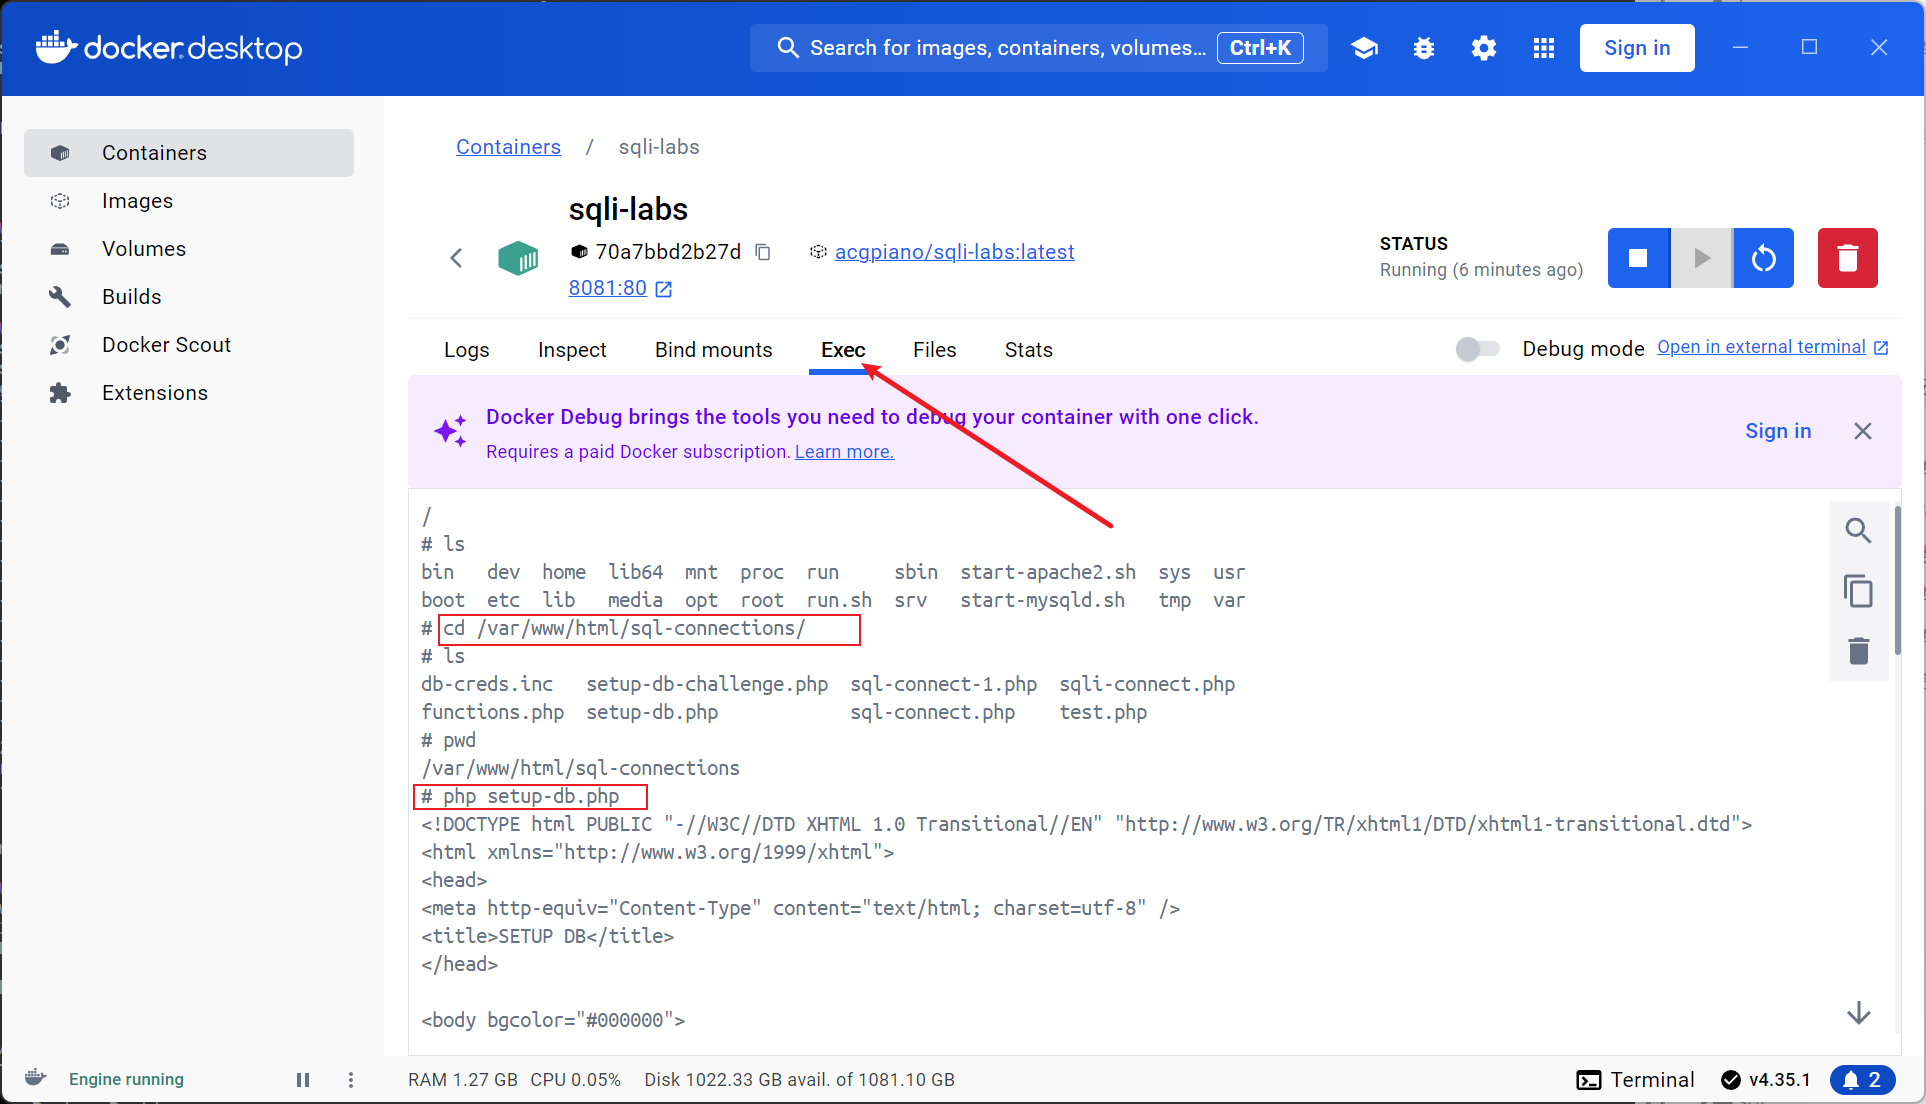 docker desktop
Search for images, containers, volumes... Ctrl+K
Sign in
Containers
Images
Volumes
Builds
Docker Scout
Extensions
Containers / sqli-labs
sqli-labs
70a7bbd2b27d acgpiano/sqli-labs:latest
8081:80
STATUS
Running (6 minutes ago)
Logs Inspect Bind mounts Exec Files Stats Debug mode Open in external terminal
Docker Debug brings the tools you need to debug your container with one click.
Requires a paid Docker subscription. Learn more.
Sign in
/
# ls
bin   dev  home  lib64  mnt  proc  run     sbin  start-apache2.sh  sys  usr
boot  etc  lib   media  opt  root  run.sh  srv   start-mysqld.sh   tmp  var
# cd /var/www/html/sql-connections/
# ls
db-creds.inc   setup-db-challenge.php  sql-connect-1.php  sqli-connect.php
functions.php  setup-db.php            sql-connect.php    test.php
# pwd
/var/www/html/sql-connections
# php setup-db.php
<!DOCTYPE html PUBLIC "-//W3C//DTD XHTML 1.0 Transitional//EN" "http://www.w3.org/TR/xhtml1/DTD/xhtml1-transitional.dtd">
<html xmlns="http://www.w3.org/1999/xhtml">
<head>
<meta http-equiv="Content-Type" content="text/html; charset=utf-8" />
<title>SETUP DB</title>
</head>
<body bgcolor="#000000">
Engine running
RAM 1.27 GB CPU 0.05% Disk 1022.33 GB avail. of 1081.10 GB
Terminal v4.35.1 2